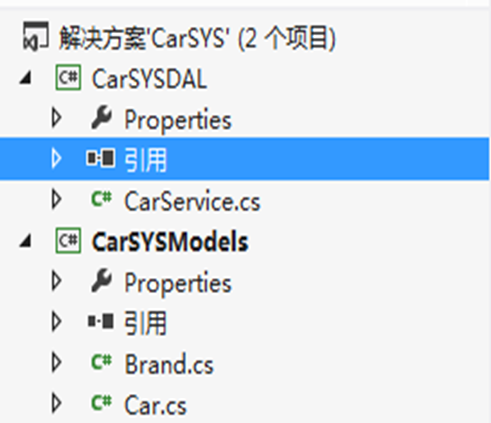 解决方案'CarSYS' (2 个项目)
C# CarSYSDAL
Properties
引用
C# CarService.cs
C# CarSYSModels
Properties
引用
C# Brand.cs
C# Car.cs